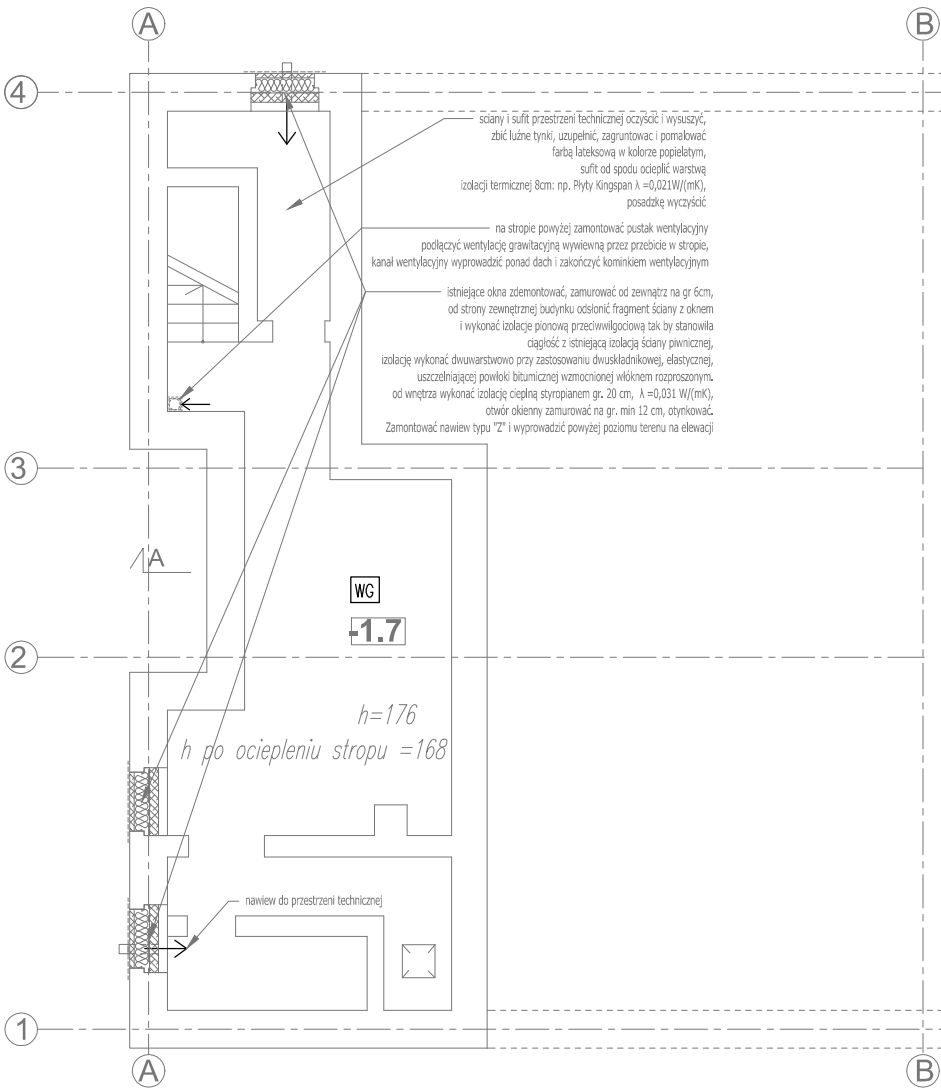 A
B
4
sciany i sufit przestrzeni technicznej oczyścić i wysuszyć,
zbić luźne tynki, uzupełnić, zagruntowac i pomalować
farbą lateksową w kolorze popielatym,
sufit od spodu ocieplić warstwą
izolacji termicznej 8cm: np. Płyty Kingspan λ =0,021W/(mK),
posadzkę wyczyścić
na stropie powyżej zamontować pustak wentylacyjny
podłączyć wentylację grawitacyjną wywiewną przez przebicie w stropie,
kanał wentylacyjny wyprowadzić ponad dach i zakończyć kominkiem wentylacyjnym
istniejące okna zdemontować, zamurować od zewnątrz na gr 6cm,
od strony zewnętrznej budynku odsłonić fragment ściany z oknem
i wykonać izolacje pionową przeciwwilgociową tak by stanowiła
ciągłość z istniejącą izolacją ściany piwnicznej,
izolację wykonać dwuwarstwowo przy zastosowaniu dwuskładnikowej, elastycznej,
uszczelniającej powłoki bitumicznej wzmocnionej włóknem rozproszonym.
od wnętrza wykonać izolację cieplną styropianem gr. 20 cm, λ =0,031 W/(mK),
otwór okienny zamurować na gr. min 12 cm, otynkować.
Zamontować nawiew typu "Z" i wyprowadzić powyżej poziomu terenu na elewacji
3
A
WG
-1.7
2
h=176
h po ociepleniu stropu =168
nawiew do przestrzeni technicznej
1
A
B